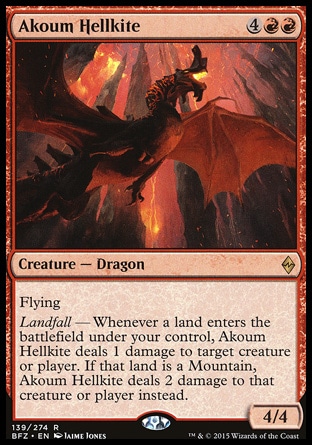 Akoum Hellkite 4
Creature — Dragon
Flying
Landfall — Whenever a land enters the
battlefield under your control, Akoum
Hellkite deals 1 damage to target creature
or player. If that land is a Mountain,
Akoum Hellkite deals 2 damage to that
creature or player instead.
4/4
139/274 R
BFZ • EN Jaime Jones
™ & © 2015 Wizards of the Coast